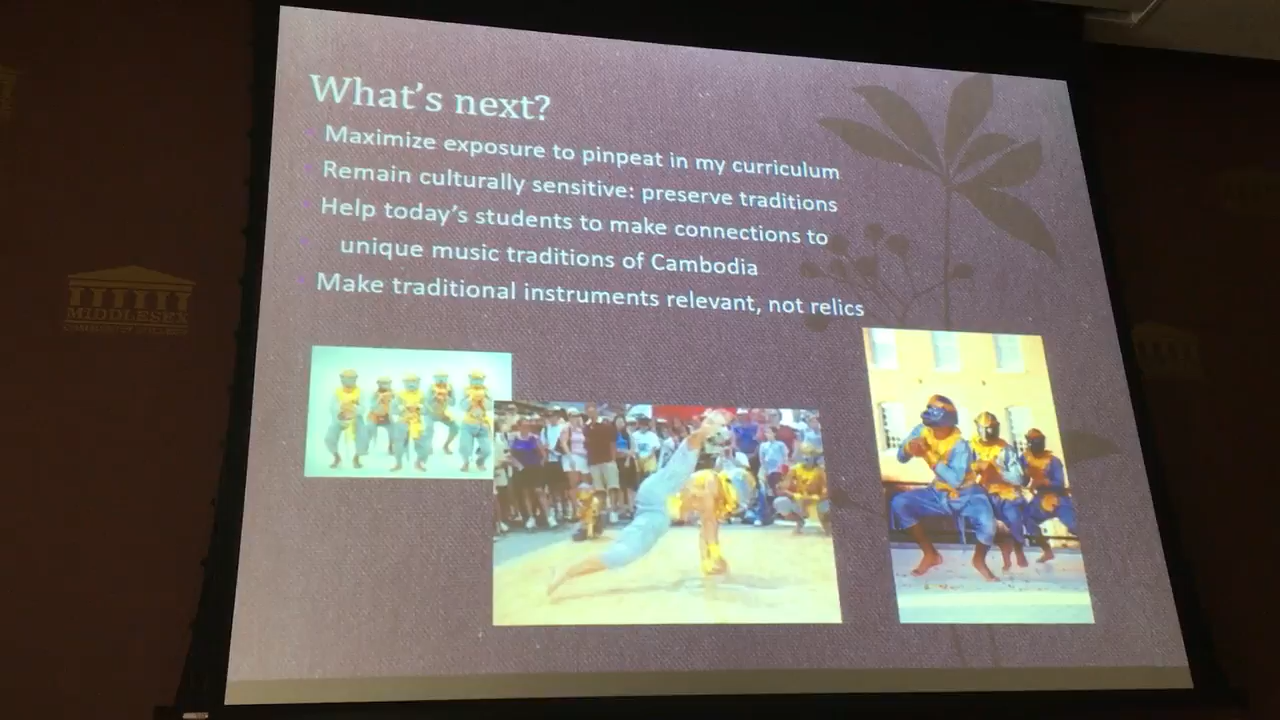 What's next?
Maximize exposure to pinpeat in my curriculum
Remain culturally sensitive: preserve traditions
Help today's students to make connections to
unique music traditions of Cambodia
Make traditional instruments relevant, not relics
MIDDLESEX